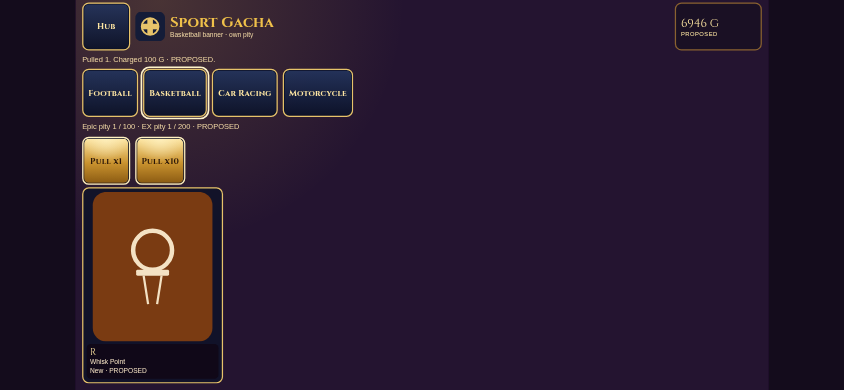 Hub
Sport Gacha
Basketball banner · own pity
6946 G
PROPOSED
Pulled 1. Charged 100 G · PROPOSED.
Football
Basketball
Car Racing
Motorcycle
Epic pity 1 / 100 · EX pity 1 / 200 · PROPOSED
Pull x1
Pull x10
R
Whisk Point
New · PROPOSED